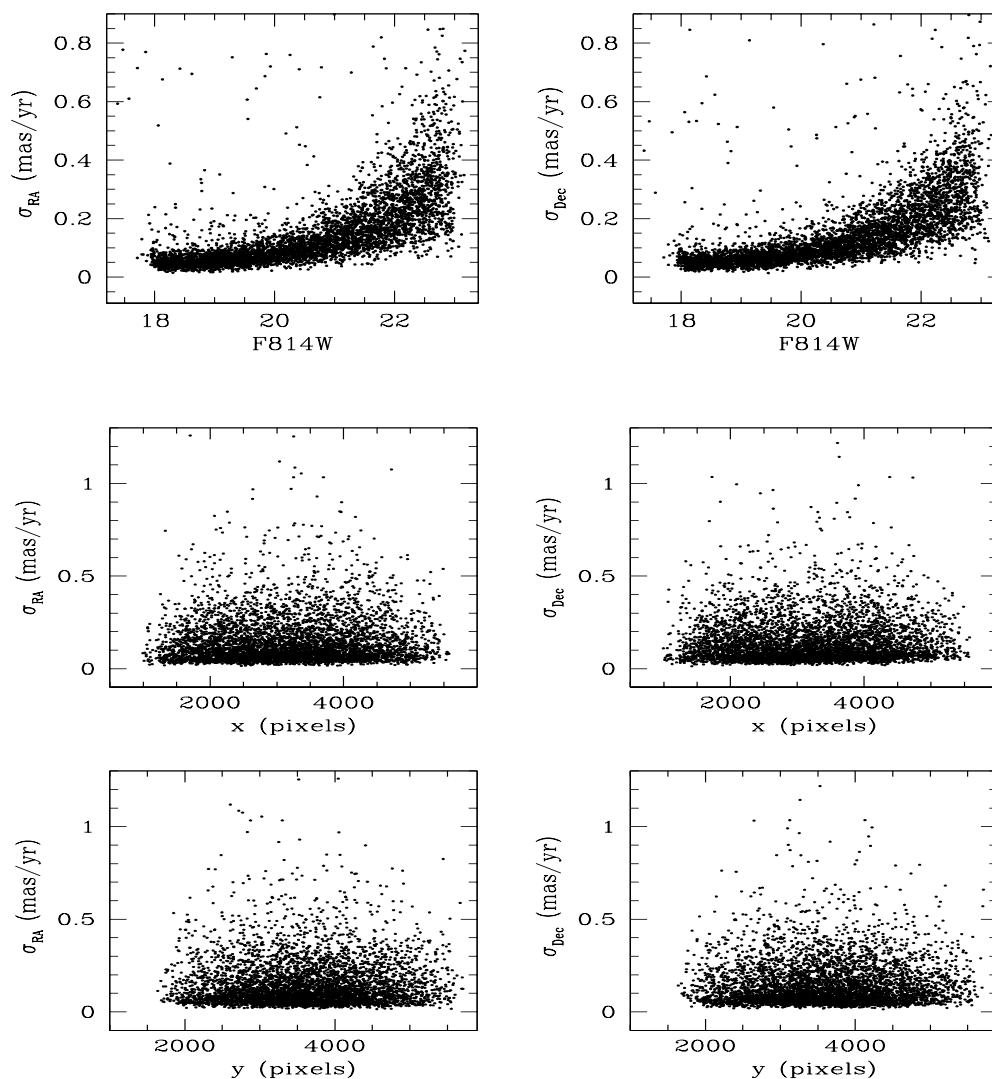 0.8
0.6
0.4
0.2
0
σRA (mas/yr)
18 20 22
F814W
0.8
0.6
0.4
0.2
0
σDec (mas/yr)
18 20 22
F814W
1
0.5
0
σRA (mas/yr)
2000 4000
x (pixels)
1
0.5
0
σDec (mas/yr)
2000 4000
x (pixels)
1
0.5
0
σRA (mas/yr)
2000 4000
y (pixels)
1
0.5
0
σDec (mas/yr)
2000 4000
y (pixels)